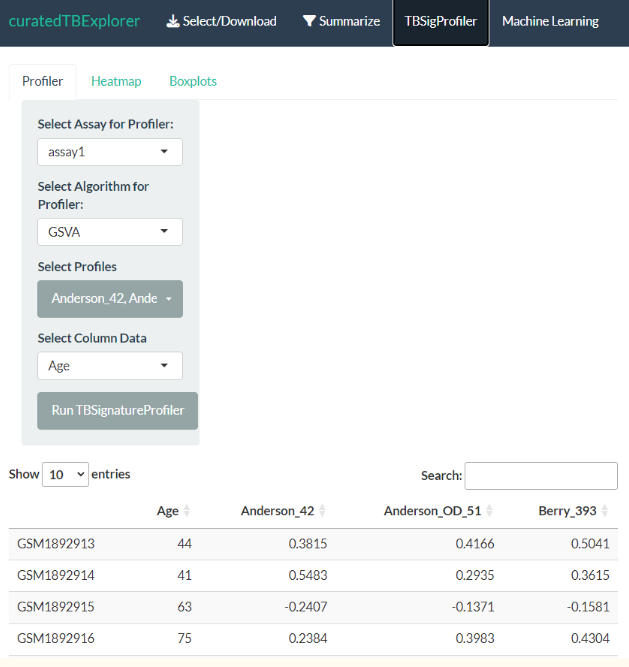 curatedTBExplorer Select/Download Summarize TBSigProfiler Machine Learning
Profiler Heatmap Boxplots
Select Assay for Profiler:
assay1
Select Algorithm for
Profiler:
GSVA
Select Profiles
Anderson_42, Ande
Select Column Data
Age
Run TBSignatureProfiler
Show 10 entries Search:
Age Anderson_42 Anderson_OD_51 Berry_393
GSM1892913 44 0.3815 0.4166 0.5041
GSM1892914 41 0.5483 0.2935 0.3615
GSM1892915 63 -0.2407 -0.1371 -0.1581
GSM1892916 75 0.2384 0.3983 0.4304